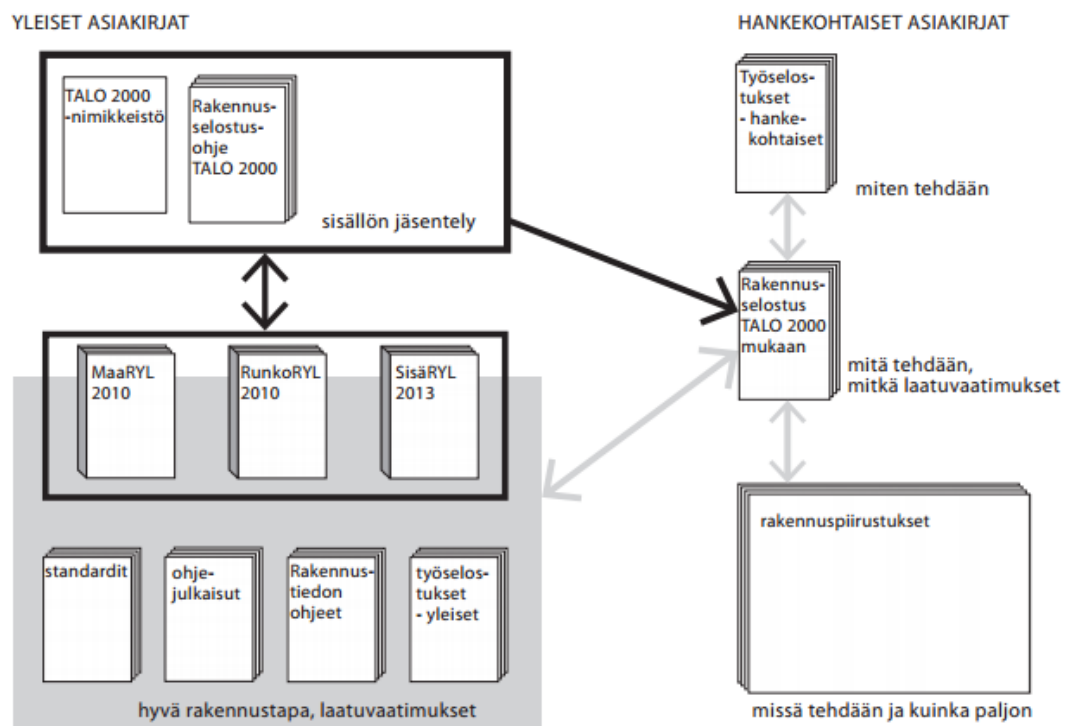 YLEISET ASIAKIRJAT
TALO 2000
-nimikkeistö
Rakennus-
selostus-
ohje
TALO 2000
sisällön jäsentely
MaaRYL
2010
RunkoRYL
2010
SisäRYL
2013
standardit
ohje-
julkaisut
Rakennus-
tiedon
ohjeet
työselos-
tukset
- yleiset
hyvä rakennustapa, laatuvaatimukset
HANKEKOHTAISET ASIAKIRJAT
Työselos-
tukset
- hanke-
kohtaiset
miten tehdään
Rakennus-
selostus
TALO 2000
mukaan
mitä tehdään,
mitkä laatuvaatimukset
rakennuspiirustukset
missä tehdään ja kuinka paljon